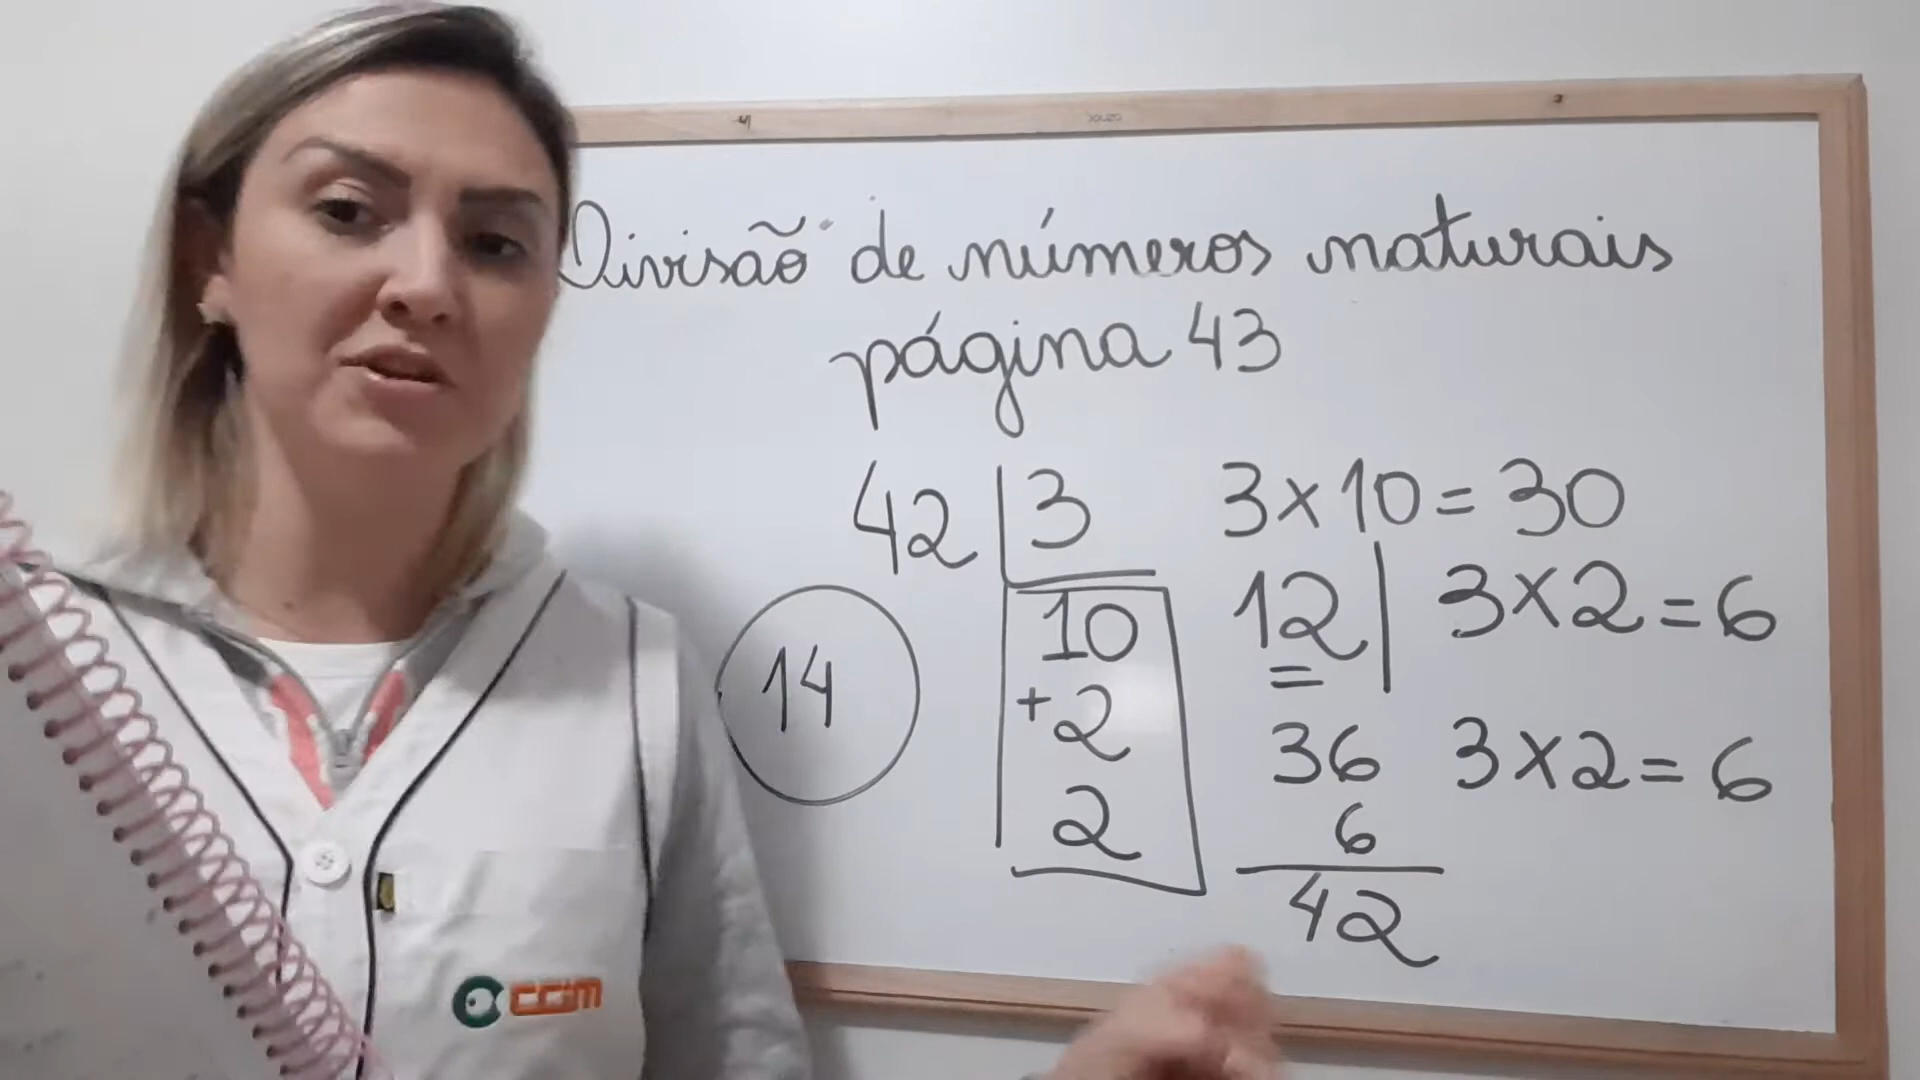 Divisão de números naturais
página 43
42 | 3 3 x 10 = 30
10 12 | 3 x 2 = 6
14
+ 2
36 3 x 2 = 6
2 6
42
CCIM